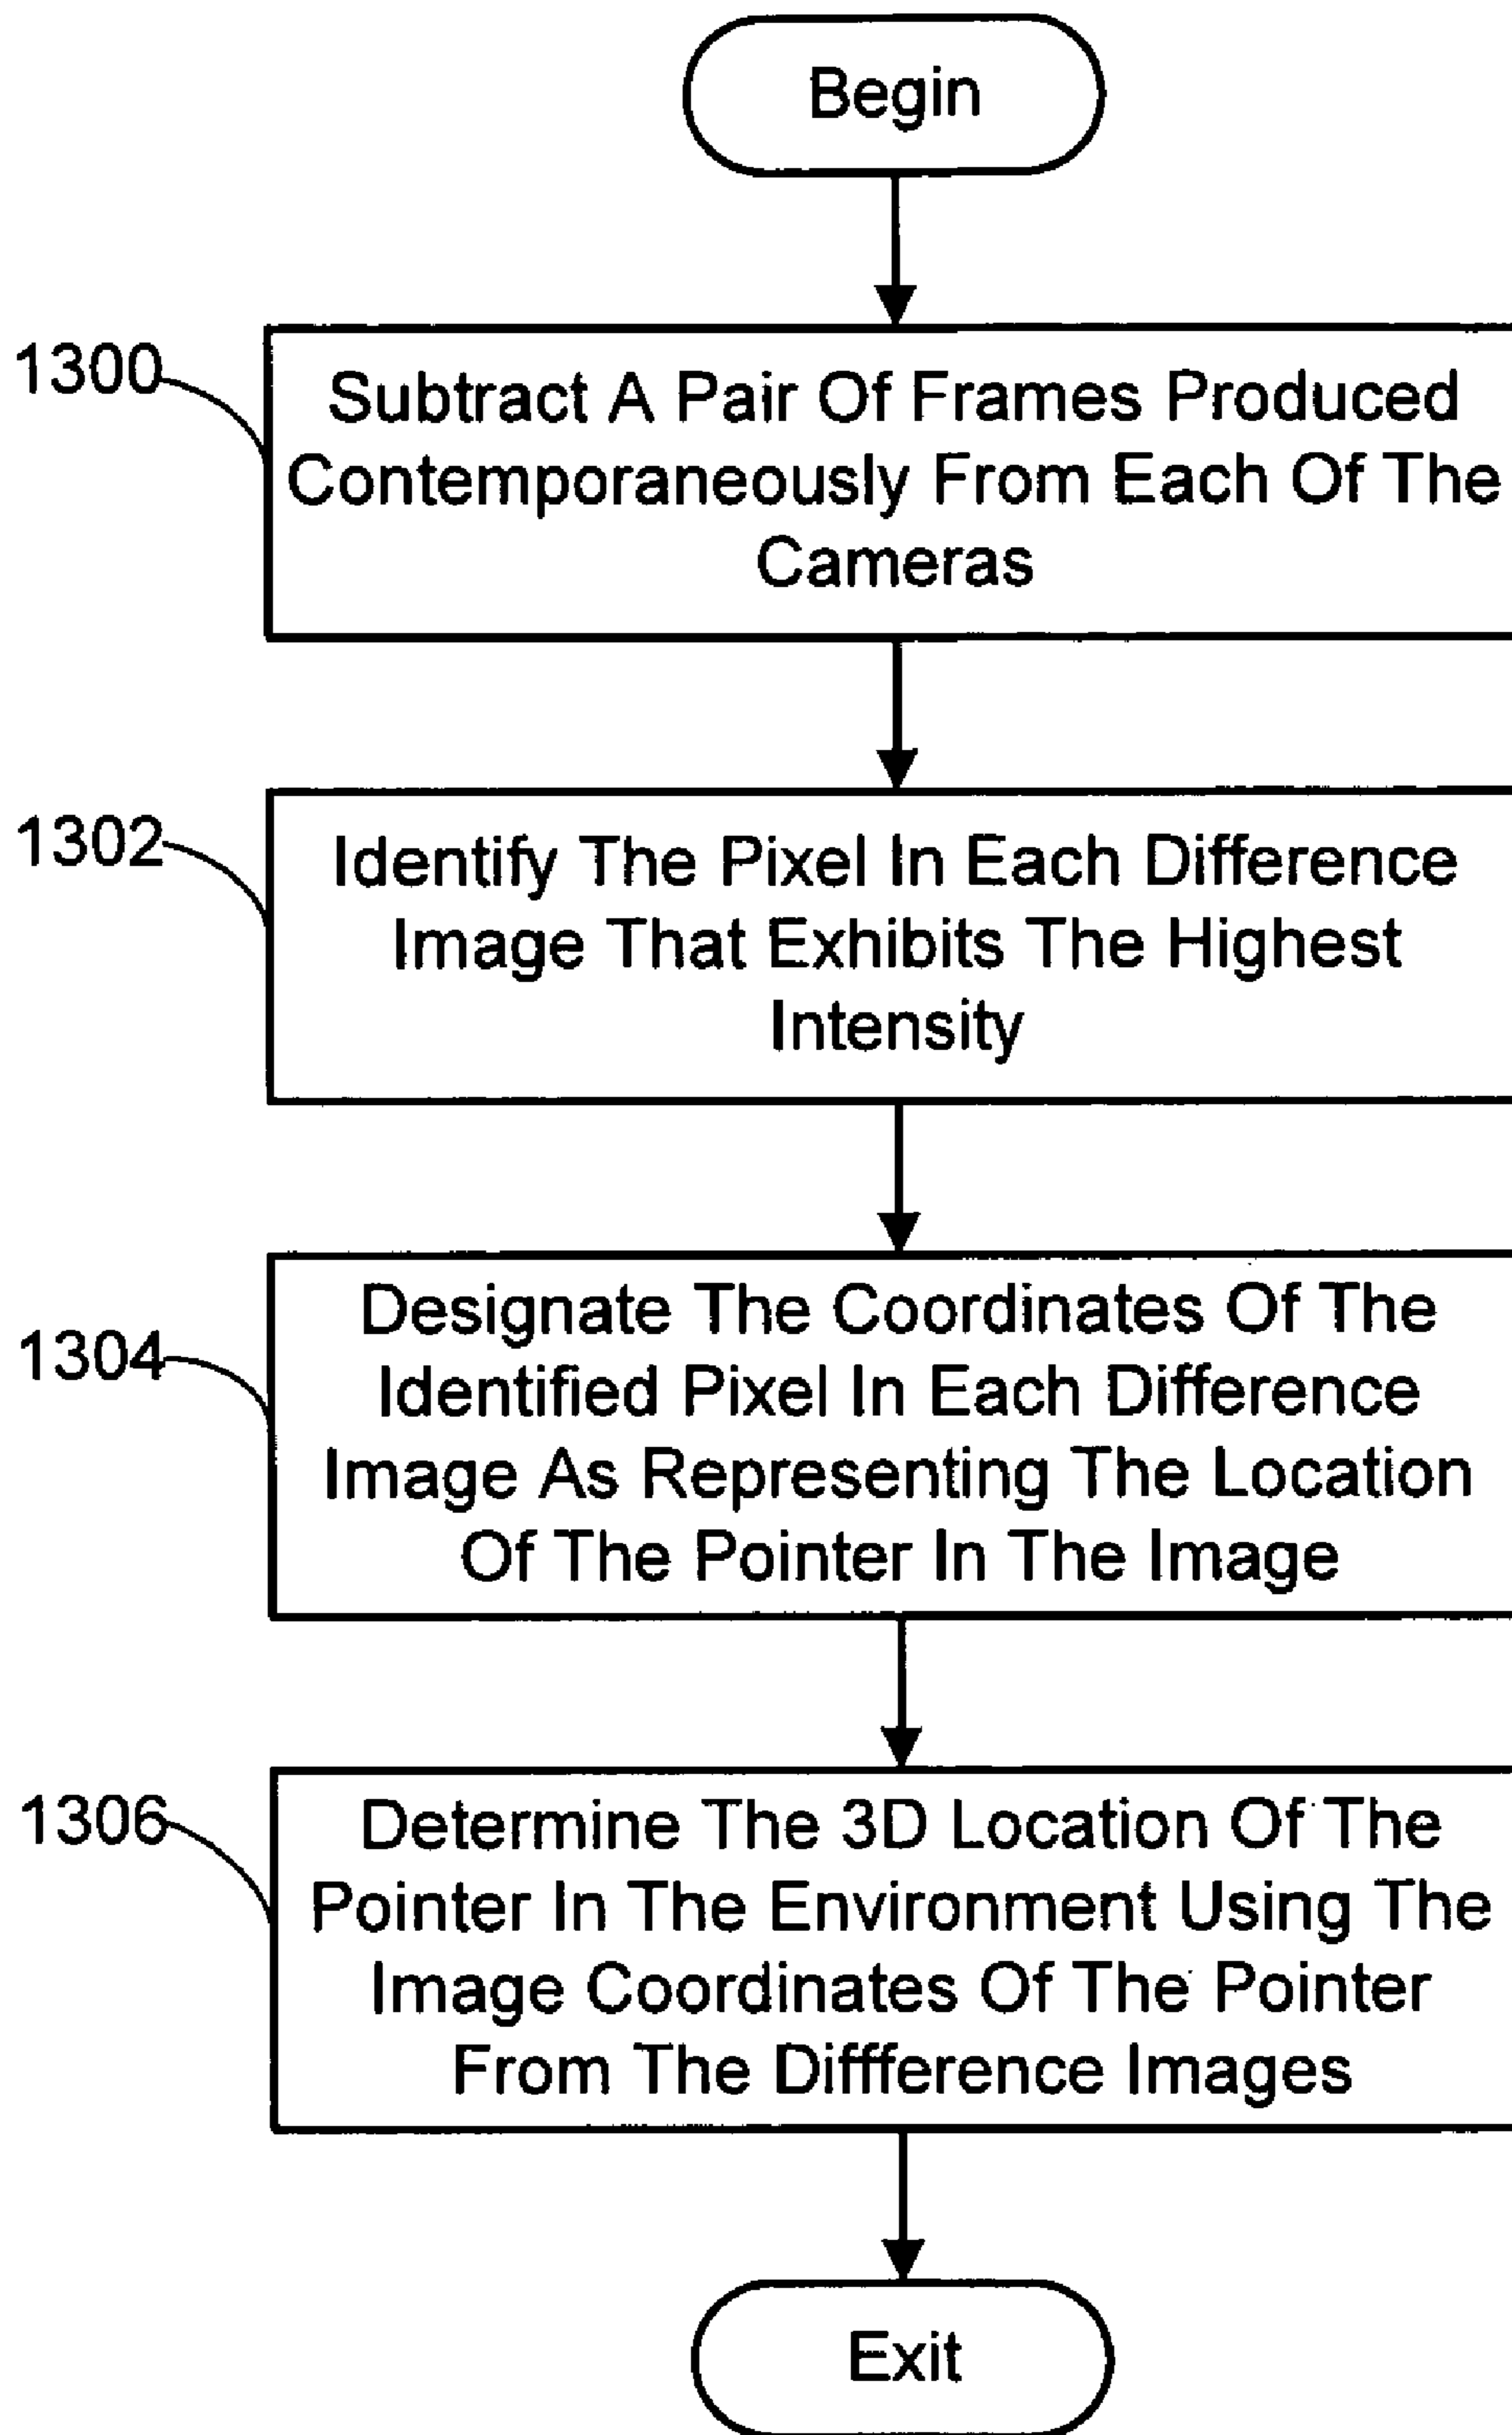 Begin
1300
Subtract A Pair Of Frames Produced
Contemporaneously From Each Of The
Cameras
1302
Identify The Pixel In Each Difference
Image That Exhibits The Highest
Intensity
1304
Designate The Coordinates Of The
Identified Pixel In Each Difference
Image As Representing The Location
Of The Pointer In The Image
1306
Determine The 3D Location Of The
Pointer In The Environment Using The
Image Coordinates Of The Pointer
From The Diffference Images
Exit